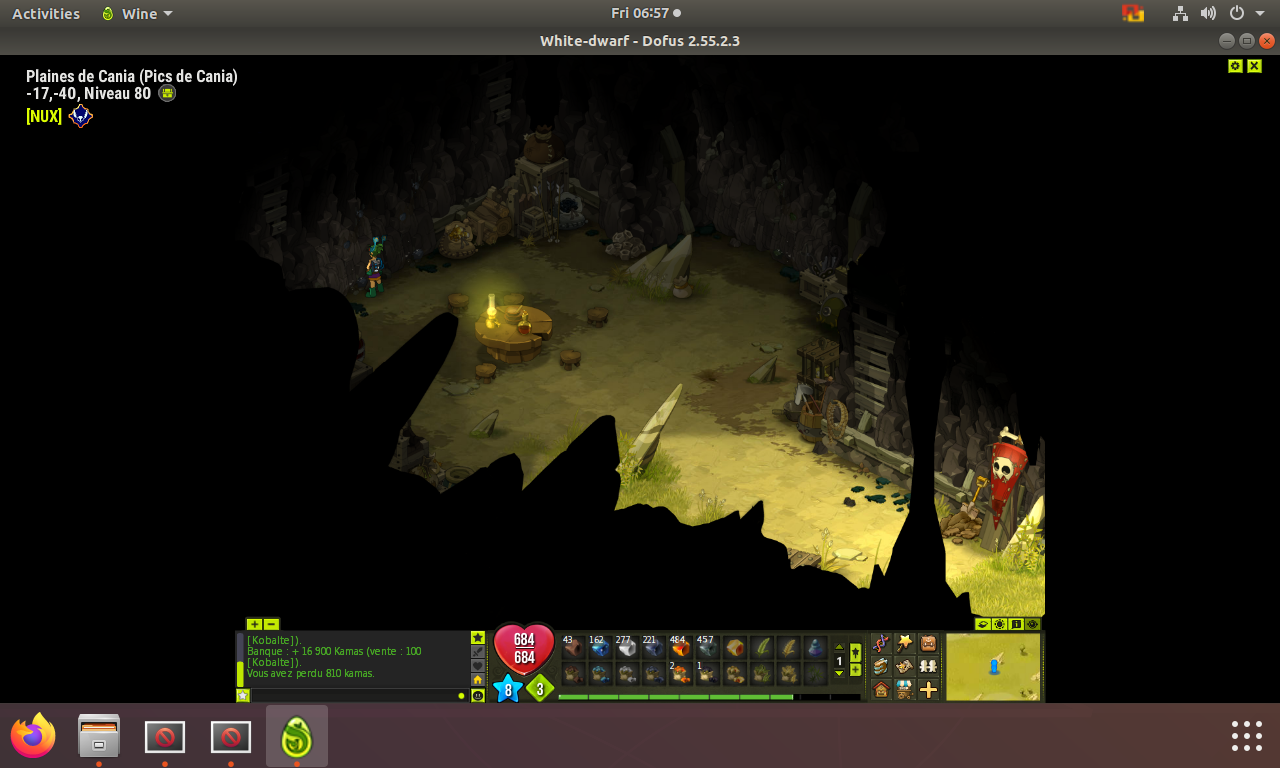 Activities
Wine
Fri 06:57
White-dwarf - Dofus 2.55.2.3
Plaines de Cania (Pics de Cania)
-17,-40, Niveau 80
[NUX]
[Kobalte]).
Banque : + 16 900 Kamas (vente : 100
[Kobalte]).
Vous avez perdu 810 kamas.
684
684
8
3
43 162 277 221 484 457
2 1
1